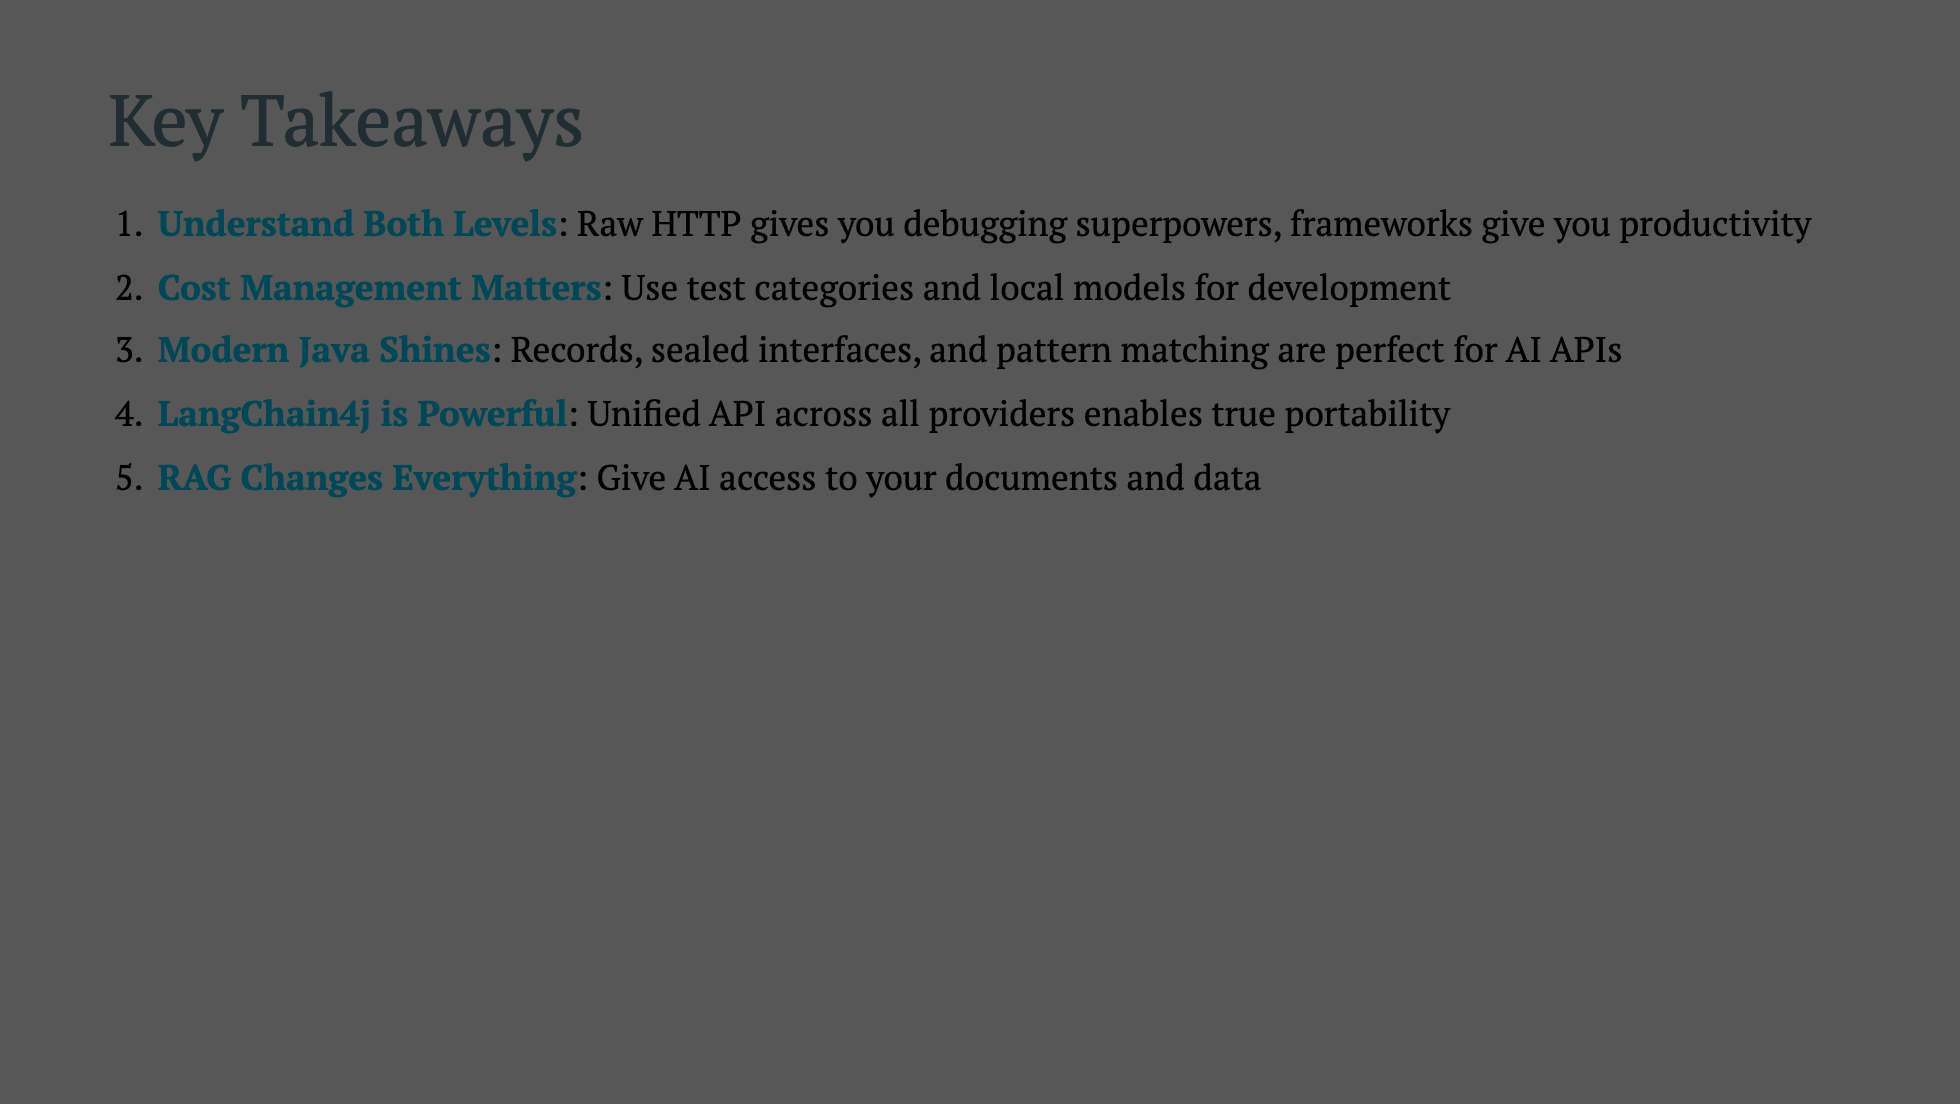 Key Takeaways
1. Understand Both Levels: Raw HTTP gives you debugging superpowers, frameworks give you productivity
2. Cost Management Matters: Use test categories and local models for development
3. Modern Java Shines: Records, sealed interfaces, and pattern matching are perfect for AI APIs
4. LangChain4j is Powerful: Unified API across all providers enables true portability
5. RAG Changes Everything: Give AI access to your documents and data